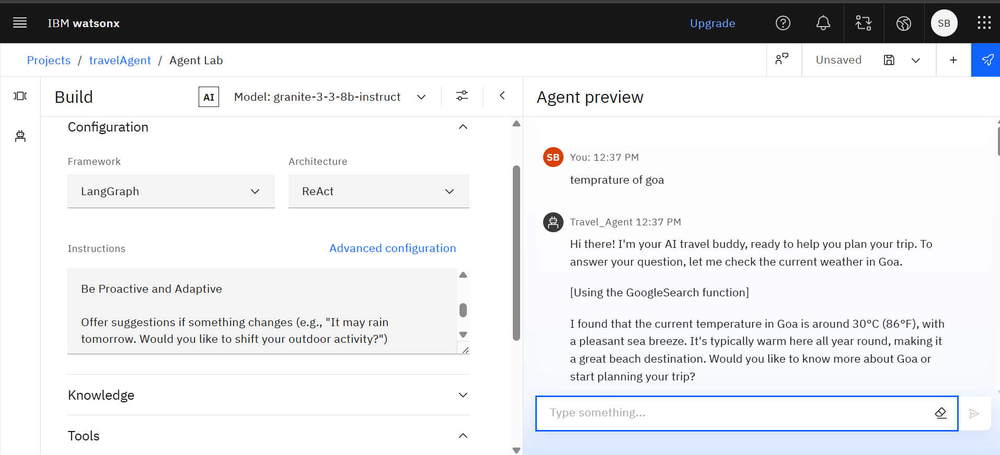 IBM watsonx
Upgrade
SB
Projects / travelAgent / Agent Lab
Unsaved
Build
AI
Model: granite-3-3-8b-instruct
Agent preview
Configuration
Framework
Architecture
LangGraph
ReAct
Instructions
Advanced configuration
Be Proactive and Adaptive
Offer suggestions if something changes (e.g., "It may rain
tomorrow. Would you like to shift your outdoor activity?")
Knowledge
Tools
SB
You: 12:37 PM
temprature of goa
Travel_Agent 12:37 PM
Hi there! I'm your AI travel buddy, ready to help you plan your trip. To
answer your question, let me check the current weather in Goa.
[Using the GoogleSearch function]
I found that the current temperature in Goa is around 30°C (86°F), with
a pleasant sea breeze. It's typically warm here all year round, making it
a great beach destination. Would you like to know more about Goa or
start planning your trip?
Type something...